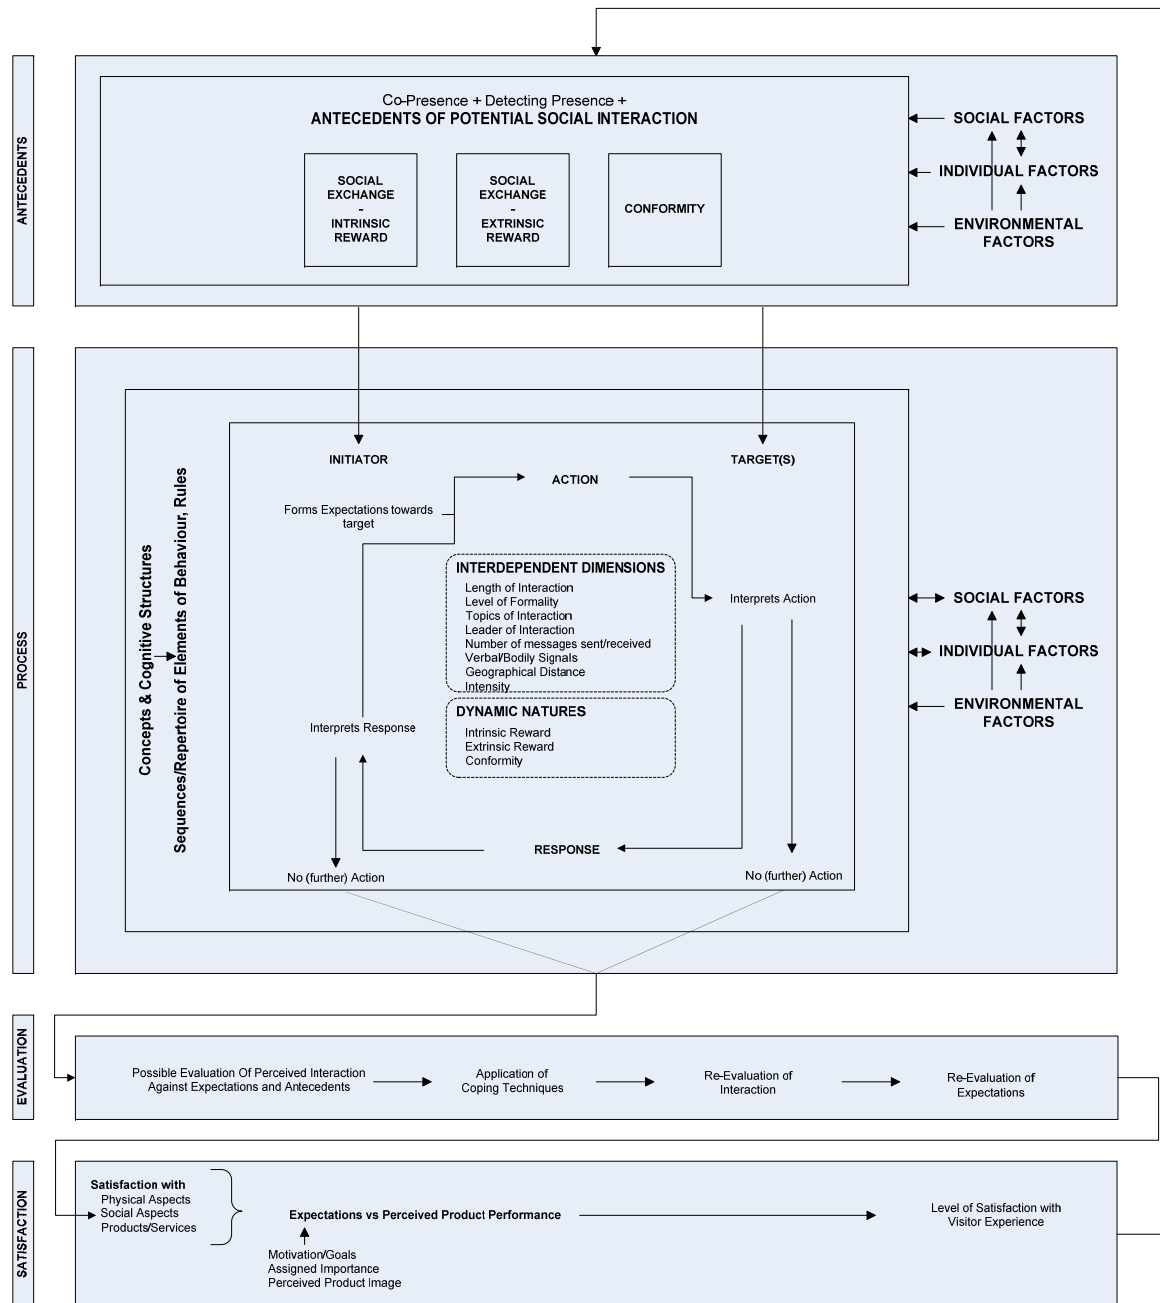 ANTECEDENTS
Co-Presence + Detecting Presence +
ANTECEDENTS OF POTENTIAL SOCIAL INTERACTION
SOCIAL
EXCHANGE
-
INTRINSIC
REWARD
SOCIAL
EXCHANGE
-
EXTRINSIC
REWARD
CONFORMITY
SOCIAL FACTORS
INDIVIDUAL FACTORS
ENVIRONMENTAL
FACTORS
PROCESS
Concepts & Cognitive Structures
Sequences/Repertoire of Elements of Behaviour, Rules
INITIATOR
TARGET(S)
ACTION
Forms Expectations towards
target
INTERDEPENDENT DIMENSIONS
Length of Interaction
Level of Formality
Topics of Interaction
Leader of Interaction
Number of messages sent/received
Verbal/Bodily Signals
Geographical Distance
Intensity
Interprets Action
DYNAMIC NATURES
Intrinsic Reward
Extrinsic Reward
Conformity
Interprets Response
RESPONSE
No (further) Action
No (further) Action
SOCIAL FACTORS
INDIVIDUAL FACTORS
ENVIRONMENTAL
FACTORS
EVALUATION
Possible Evaluation Of Perceived Interaction
Against Expectations and Antecedents
Application of
Coping Techniques
Re-Evaluation of
Interaction
Re-Evaluation of
Expectations
SATISFACTION
Satisfaction with
Physical Aspects
Social Aspects
Products/Services
Expectations vs Perceived Product Performance
Motivation/Goals
Assigned Importance
Perceived Product Image
Level of Satisfaction with
Visitor Experience